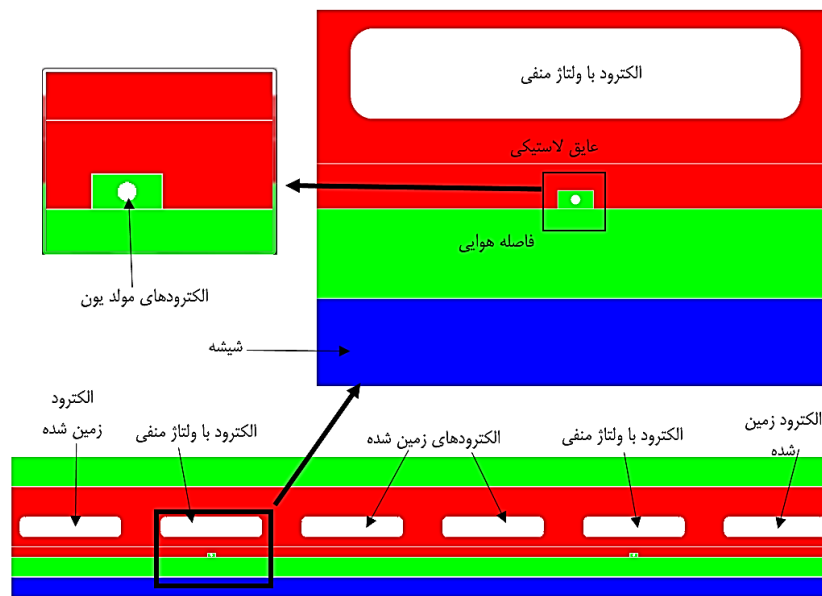 الکترود با ولتاژ منفی
عایق لاستیکی
فاصله هوایی
الکترودهای مولد یون
شیشه
الکترود
زمین شده
الکترود با ولتاژ منفی
الکترودهای زمین شده
الکترود با ولتاژ منفی
الکترود زمین
شده